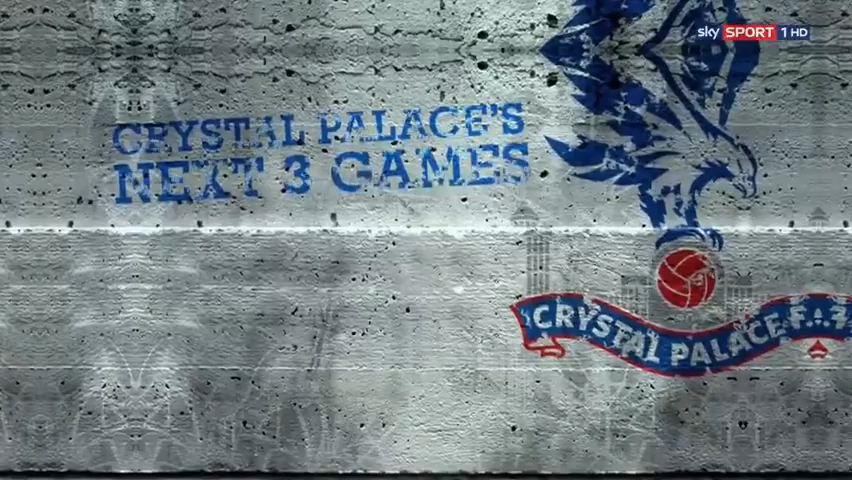 sky SPORT 1 HD
CRYSTAL PALACE'S
NEXT 3 GAMES
CRYSTAL PALACE F.